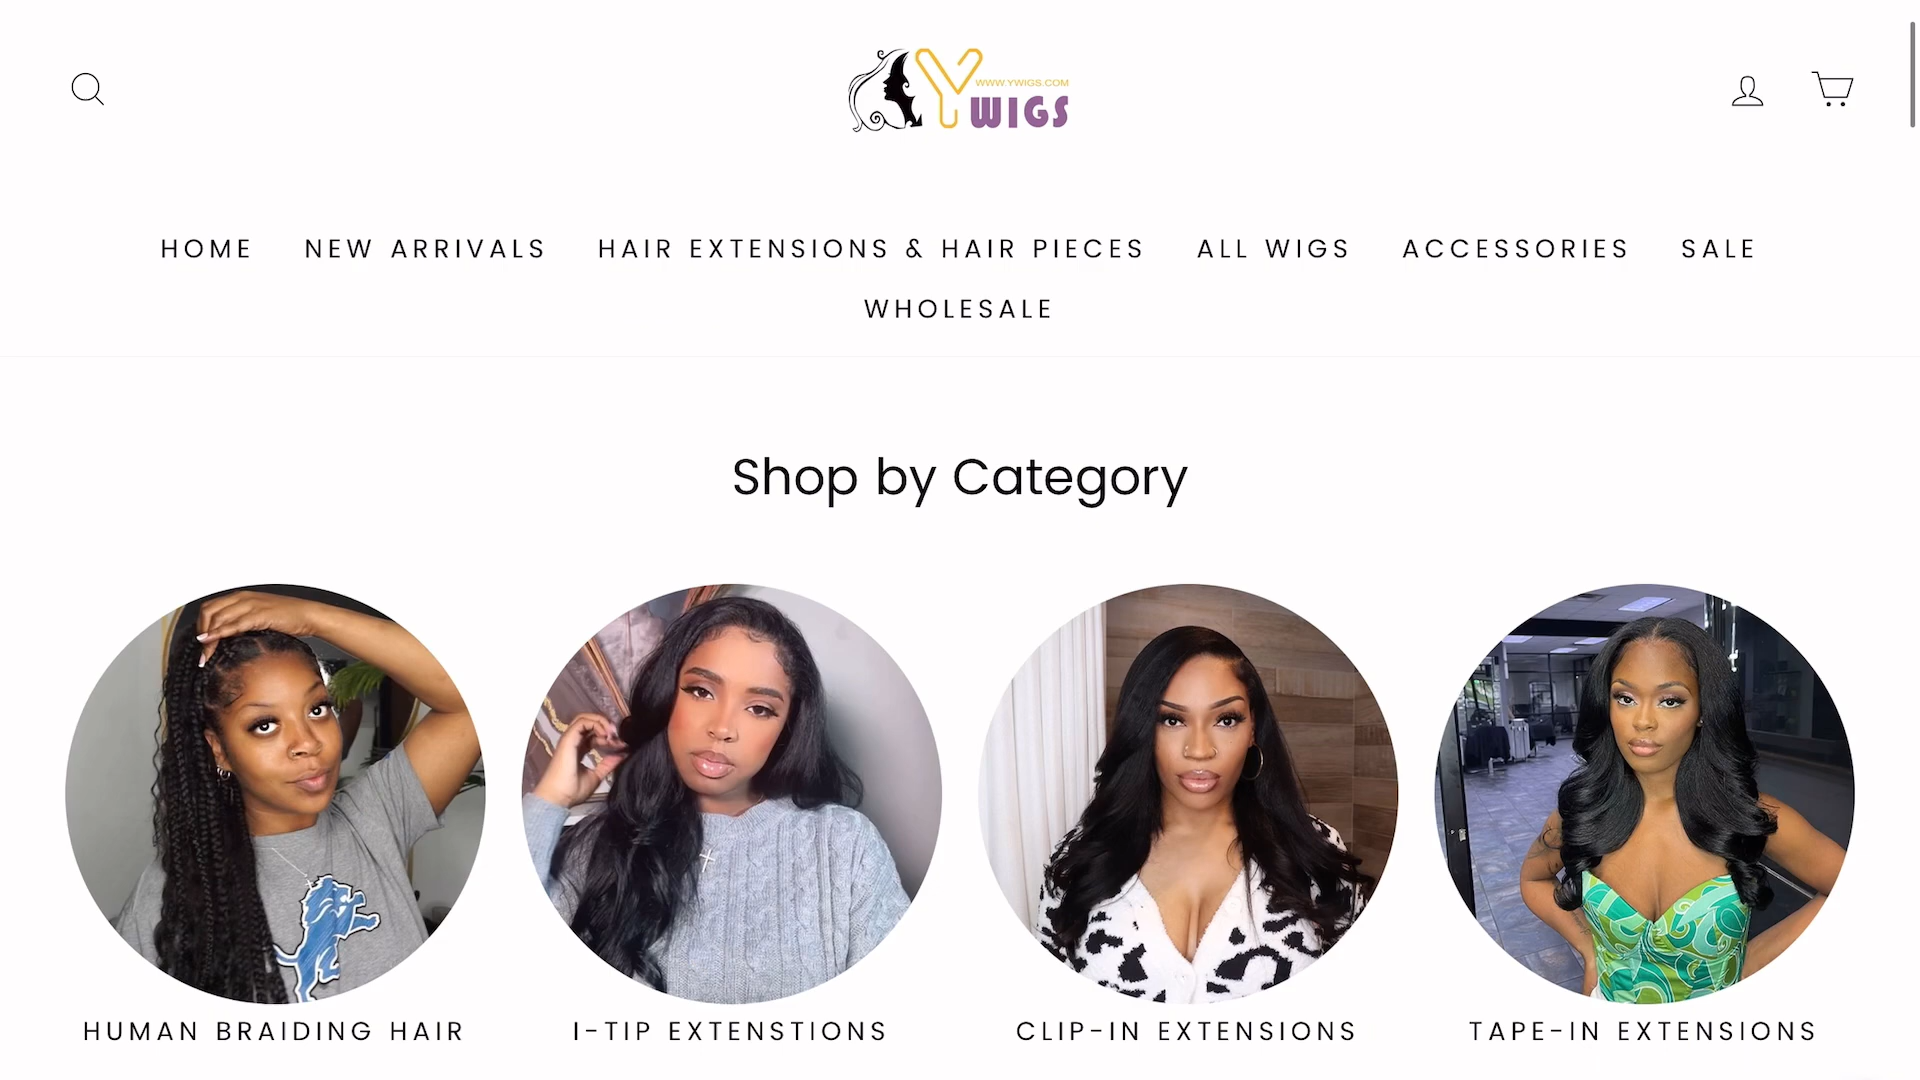 WWW.YWIGS.COM
Y WIGS
HOME NEW ARRIVALS HAIR EXTENSIONS & HAIR PIECES ALL WIGS ACCESSORIES SALE
WHOLESALE
Shop by Category
HUMAN BRAIDING HAIR I-TIP EXTENSTIONS CLIP-IN EXTENSIONS TAPE-IN EXTENSIONS